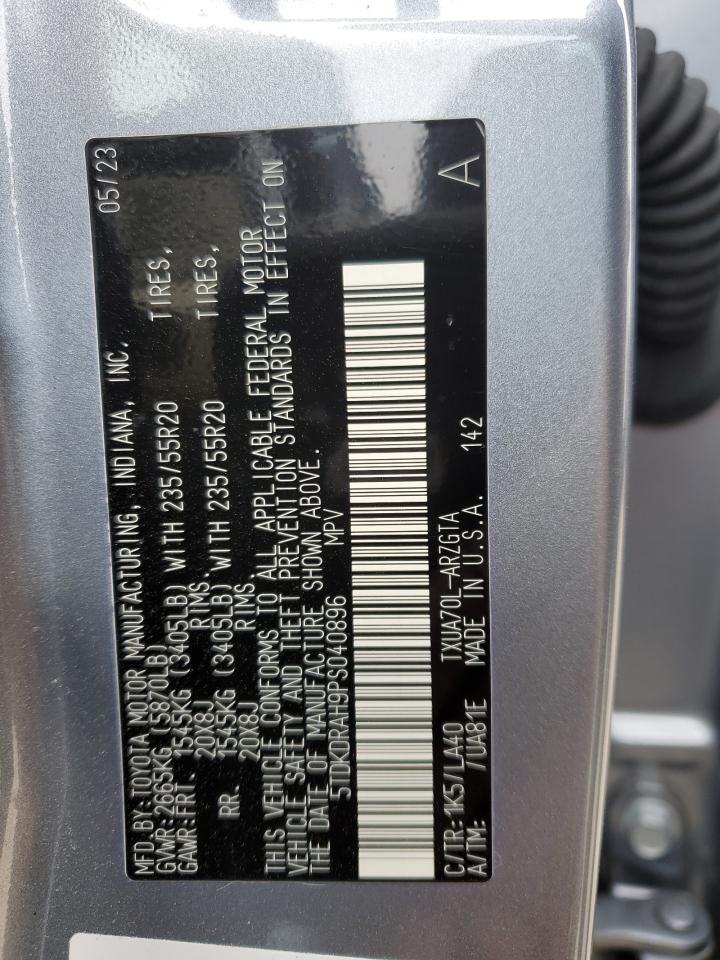 MFD.BY:TOYOTA MOTOR MANUFACTURING, INDIANA, INC. 05/23
GVWR:2665KG (5870LB)
GAWR:FRT. 1545KG (3405LB) WITH 235/55R20 TIRES,
20X8J RIMS.
RR. 1545KG (3405LB) WITH 235/55R20 TIRES,
20X8J RIMS.
THIS VEHICLE CONFORMS TO ALL APPLICABLE FEDERAL MOTOR
VEHICLE SAFETY AND THEFT PREVENTION STANDARDS IN EFFECT ON
THE DATE OF MANUFACTURE SHOWN ABOVE.
5TDKDRAH9PS040896 MPV
C/TR:1K5/LA40 TXUA70L-ARZGTA
A/TM: /UA81E MADE IN U.S.A. 142 A